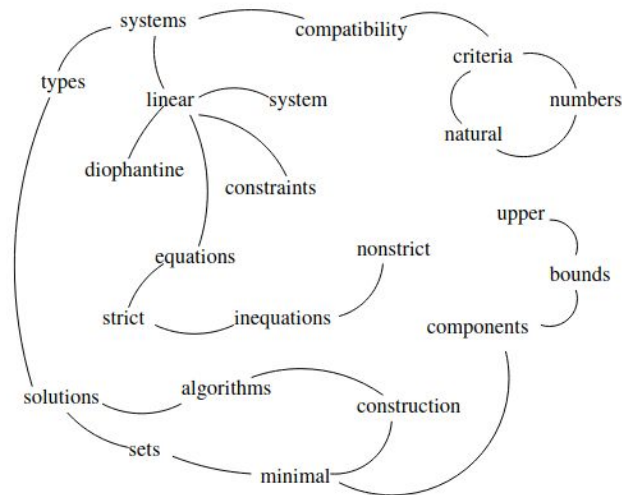 systems
compatibility
criteria
types
linear
system
numbers
natural
diophantine
constraints
upper
equations
nonstrict
bounds
strict
inequations
components
solutions
algorithms
construction
sets
minimal